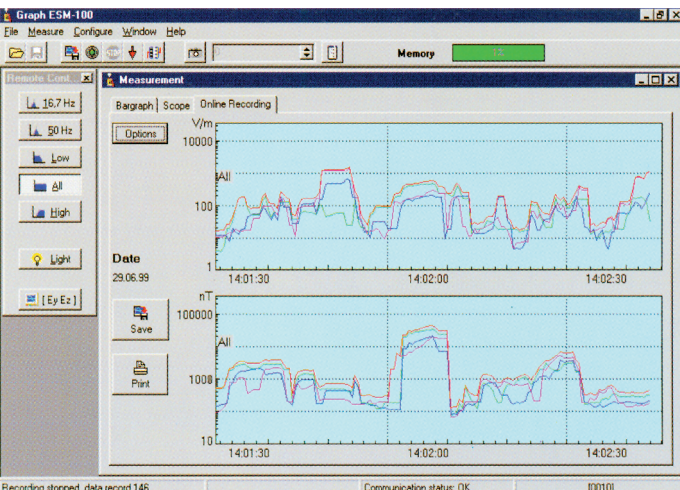 Graph ESM-100
File Measure Configure Window Help
Memory
Remote Cont...
Measurement
16,7 Hz
50 Hz
Low
All
High
Light
[ Ey Ez ]
Bargraph Scope Online Recording
Options
V/m
10000
All
100
1
14:01:30 14:02:00 14:02:30
Date
29.06.99
Save
Print
nT
100000
All
1000
10
14:01:30 14:02:00 14:02:30
Recording stopped, data record 146
Communication status: OK
[0010]